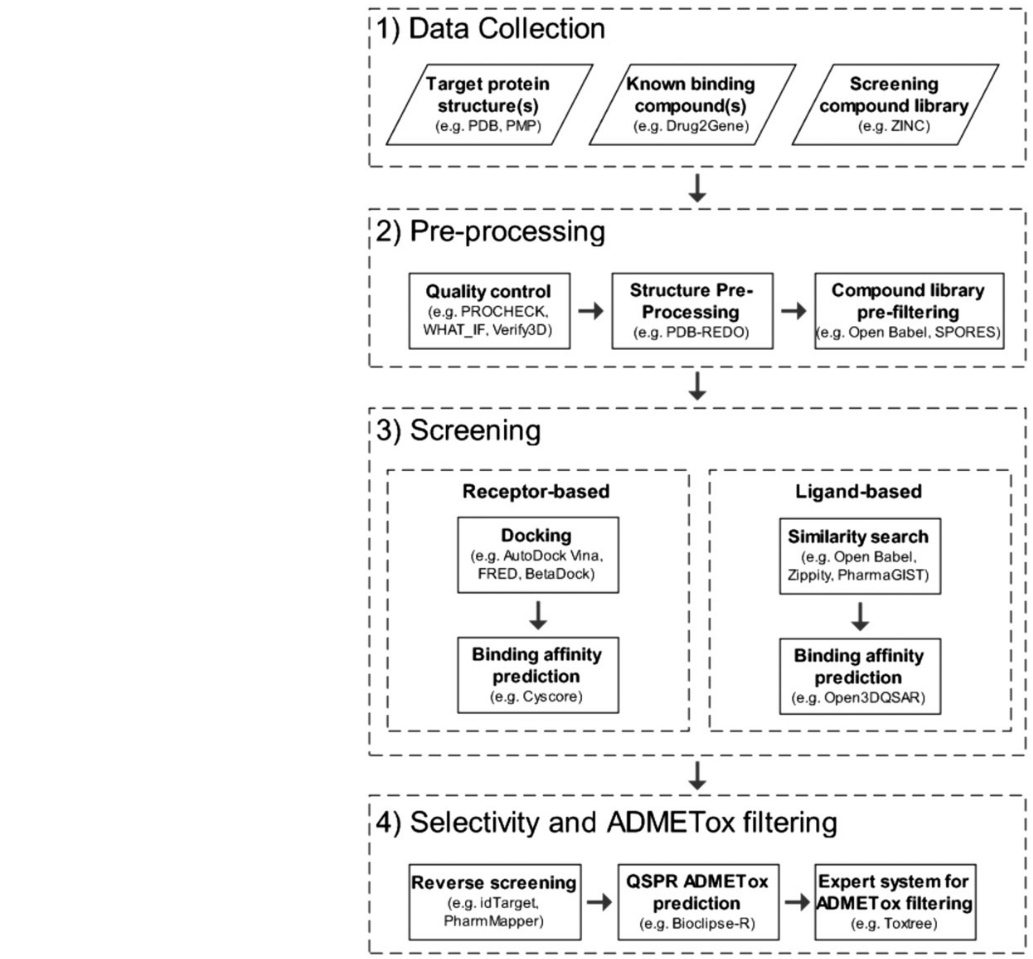 1) Data Collection
Target protein
structure(s)
(e.g. PDB, PMP)
Known binding
compound(s)
(e.g. Drug2Gene)
Screening
compound library
(e.g. ZINC)
2) Pre-processing
Quality control
(e.g. PROCHECK,
WHAT_IF, Verify3D)
Structure Pre-
Processing
(e.g. PDB-REDO)
Compound library
pre-filtering
(e.g. Open Babel, SPORES)
3) Screening
Receptor-based
Docking
(e.g. AutoDock Vina,
FRED, BetaDock)
Binding affinity
prediction
(e.g. Cyscore)
Ligand-based
Similarity search
(e.g. Open Babel,
Zippity, PharmaGIST)
Binding affinity
prediction
(e.g. Open3DQSAR)
4) Selectivity and ADMETox filtering
Reverse screening
(e.g. idTarget,
PharmMapper)
QSPR ADMETox
prediction
(e.g. Bioclipse-R)
Expert system for
ADMETox filtering
(e.g. Toxtree)